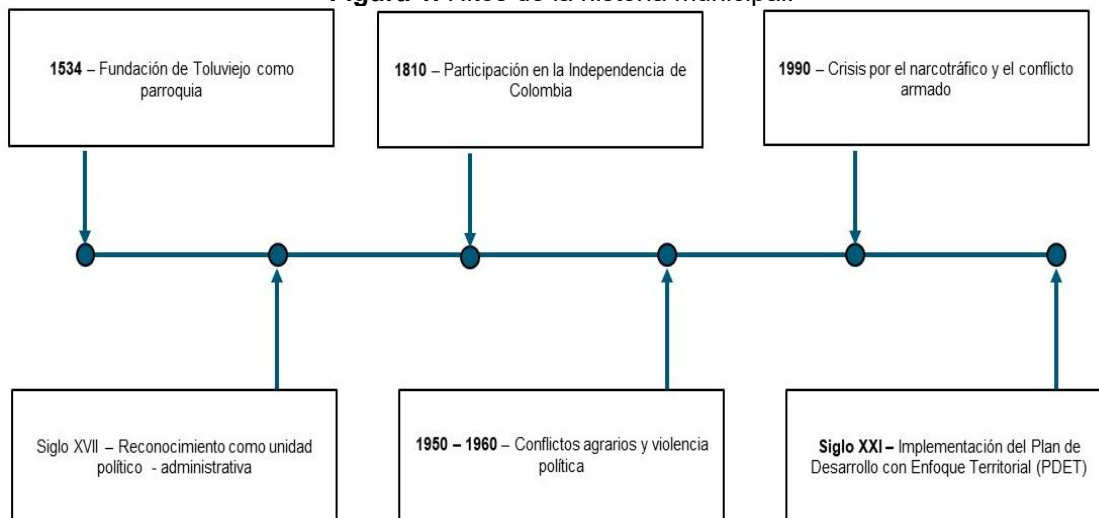 1534 – Fundación de Toluviejo como
parroquia
1810 – Participación en la Independencia de
Colombia
1990 – Crisis por el narcotráfico y el conflicto
armado
Siglo XVII – Reconocimiento como unidad
político - administrativa
1950 – 1960 – Conflictos agrarios y violencia
política
Siglo XXI – Implementación del Plan de
Desarrollo con Enfoque Territorial (PDET)